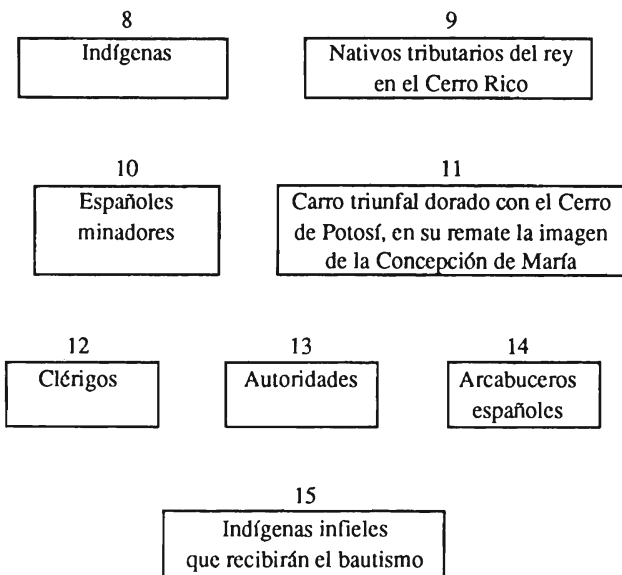 8
Indígenas
9
Nativos tributarios del rey
en el Cerro Rico
10
Españoles
minadores
11
Carro triunfal dorado con el Cerro
de Potosí, en su remate la imagen
de la Concepción de María
12
Clérigos
13
Autoridades
14
Arcabuceros
españoles
15
Indígenas infieles
que recibirán el bautismo